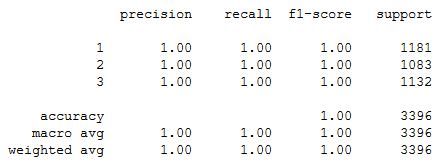 precision recall f1-score support
1 1.00 1.00 1.00 1181
2 1.00 1.00 1.00 1083
3 1.00 1.00 1.00 1132
accuracy 1.00 3396
macro avg 1.00 1.00 1.00 3396
weighted avg 1.00 1.00 1.00 3396